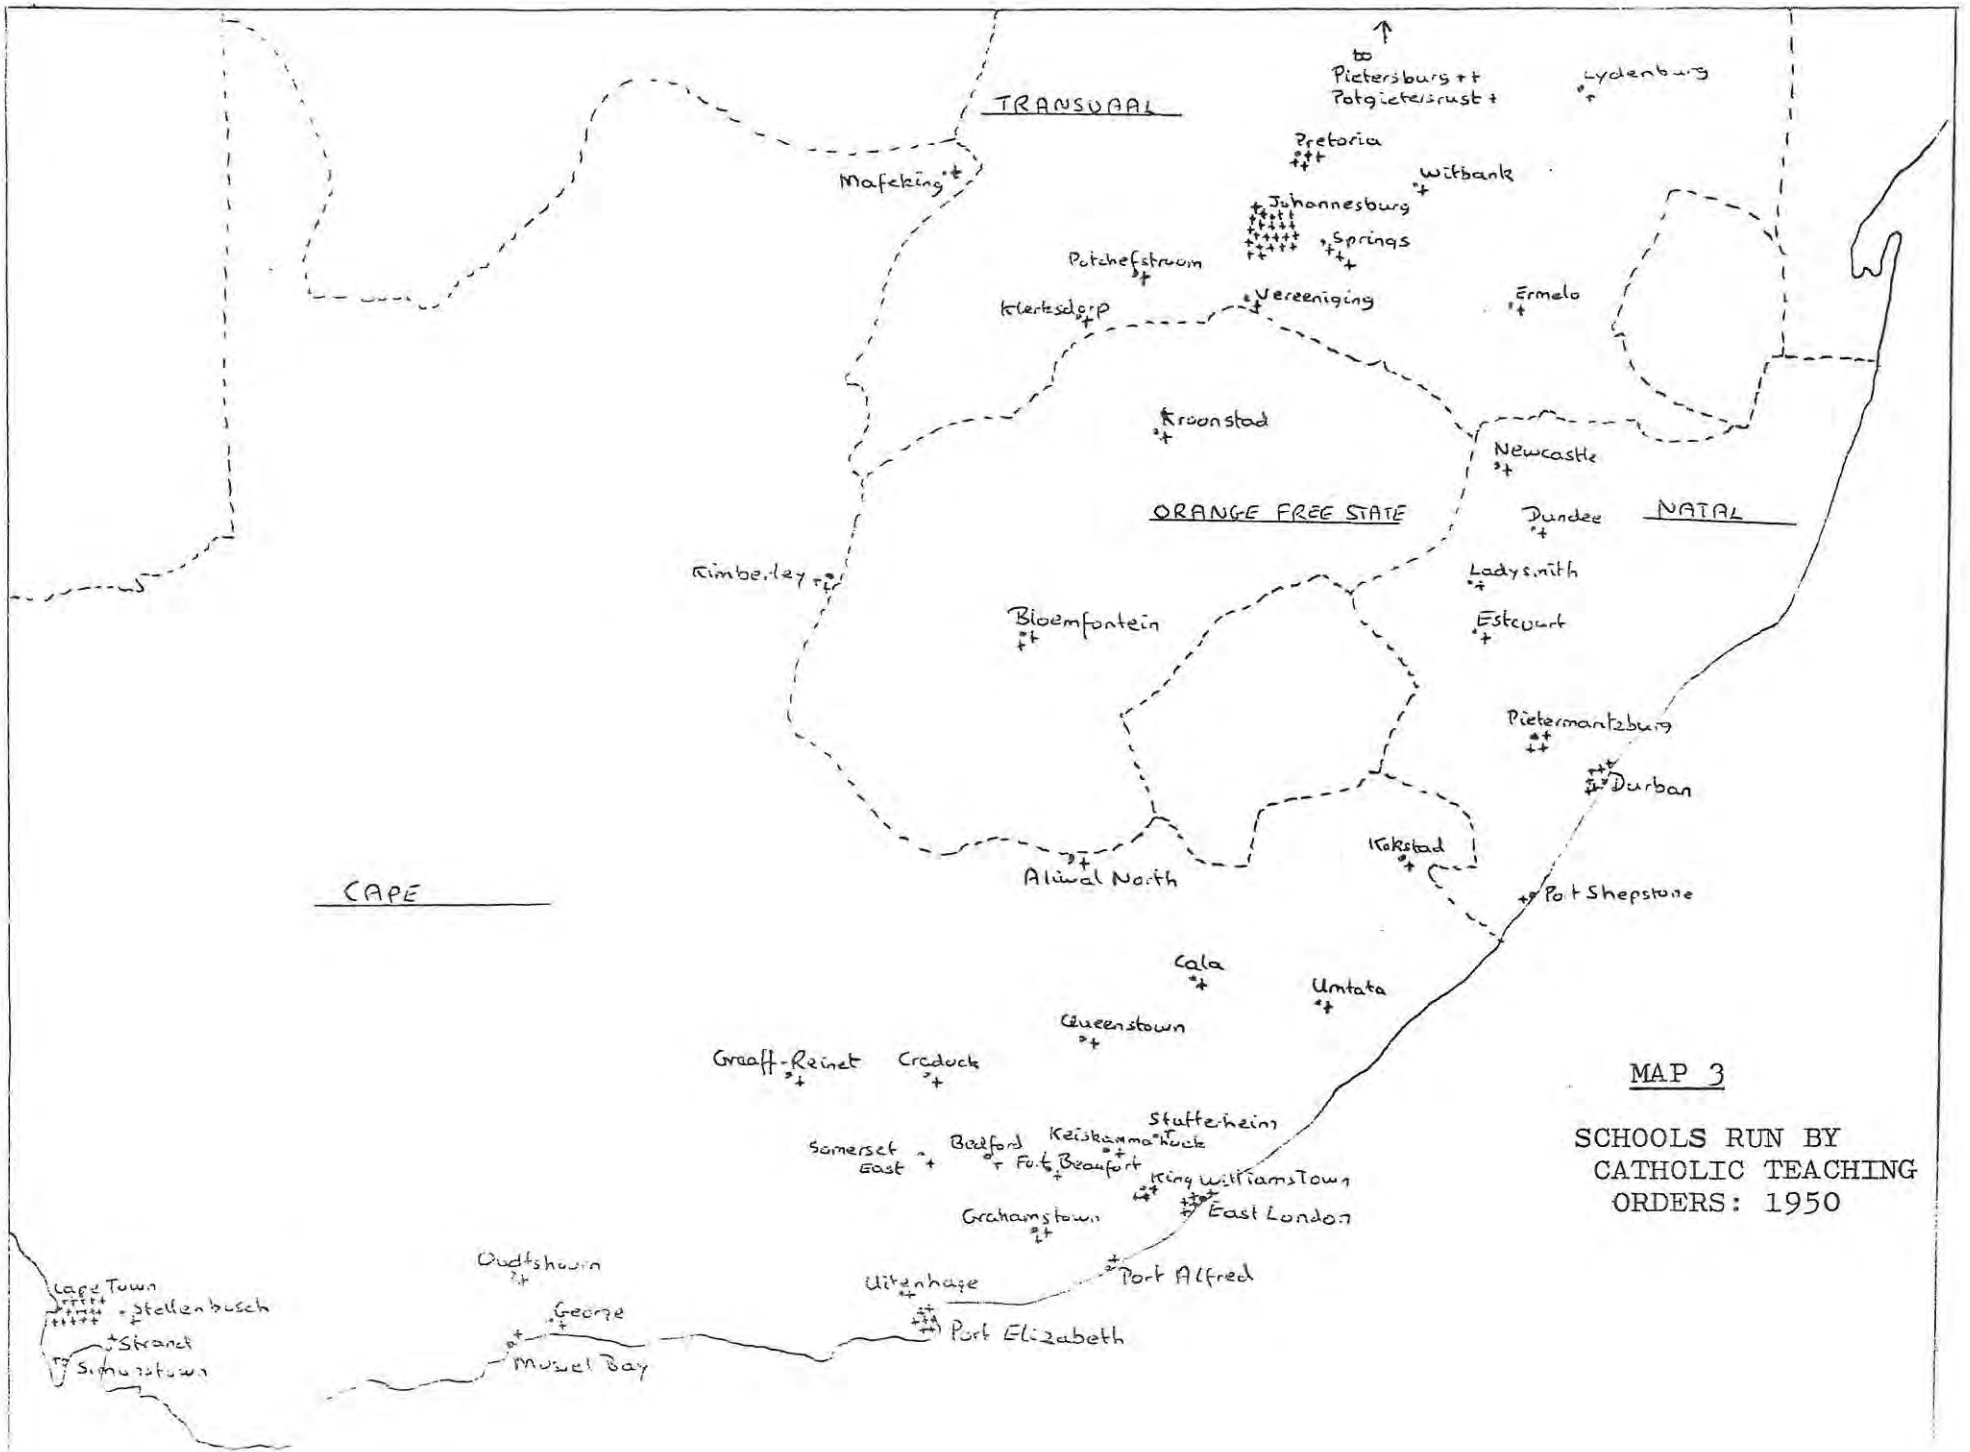 to
Pietersburg ++
Potgietersrust +
Lydenburg
TRANSVAAL
Pretoria
Mafeking
Witbank
Johannesburg
Springs
Potchefstroom
Klerksdorp
Vereeniging
Ermelo
Kroonstad
Newcastle
ORANGE FREE STATE
Dundee
NATAL
Kimberley
Ladysmith
Bloemfontein
Estcourt
Pietermaritzburg
Durban
Kokstad
Aliwal North
CAPE
Port Shepstone
Cala
Umtata
Queenstown
Graaff-Reinet
Cradock
MAP 3
Stutterheim
Keiskammahoek
Bedford
Somerset
East
Fort Beaufort
SCHOOLS RUN BY
CATHOLIC TEACHING
ORDERS: 1950
King Williams Town
East London
Grahamstown
Oudtshoorn
Uitenhage
Port Alfred
Cape Town
Stellenbosch
George
Strand
Port Elizabeth
Mussel Bay
Simonstown